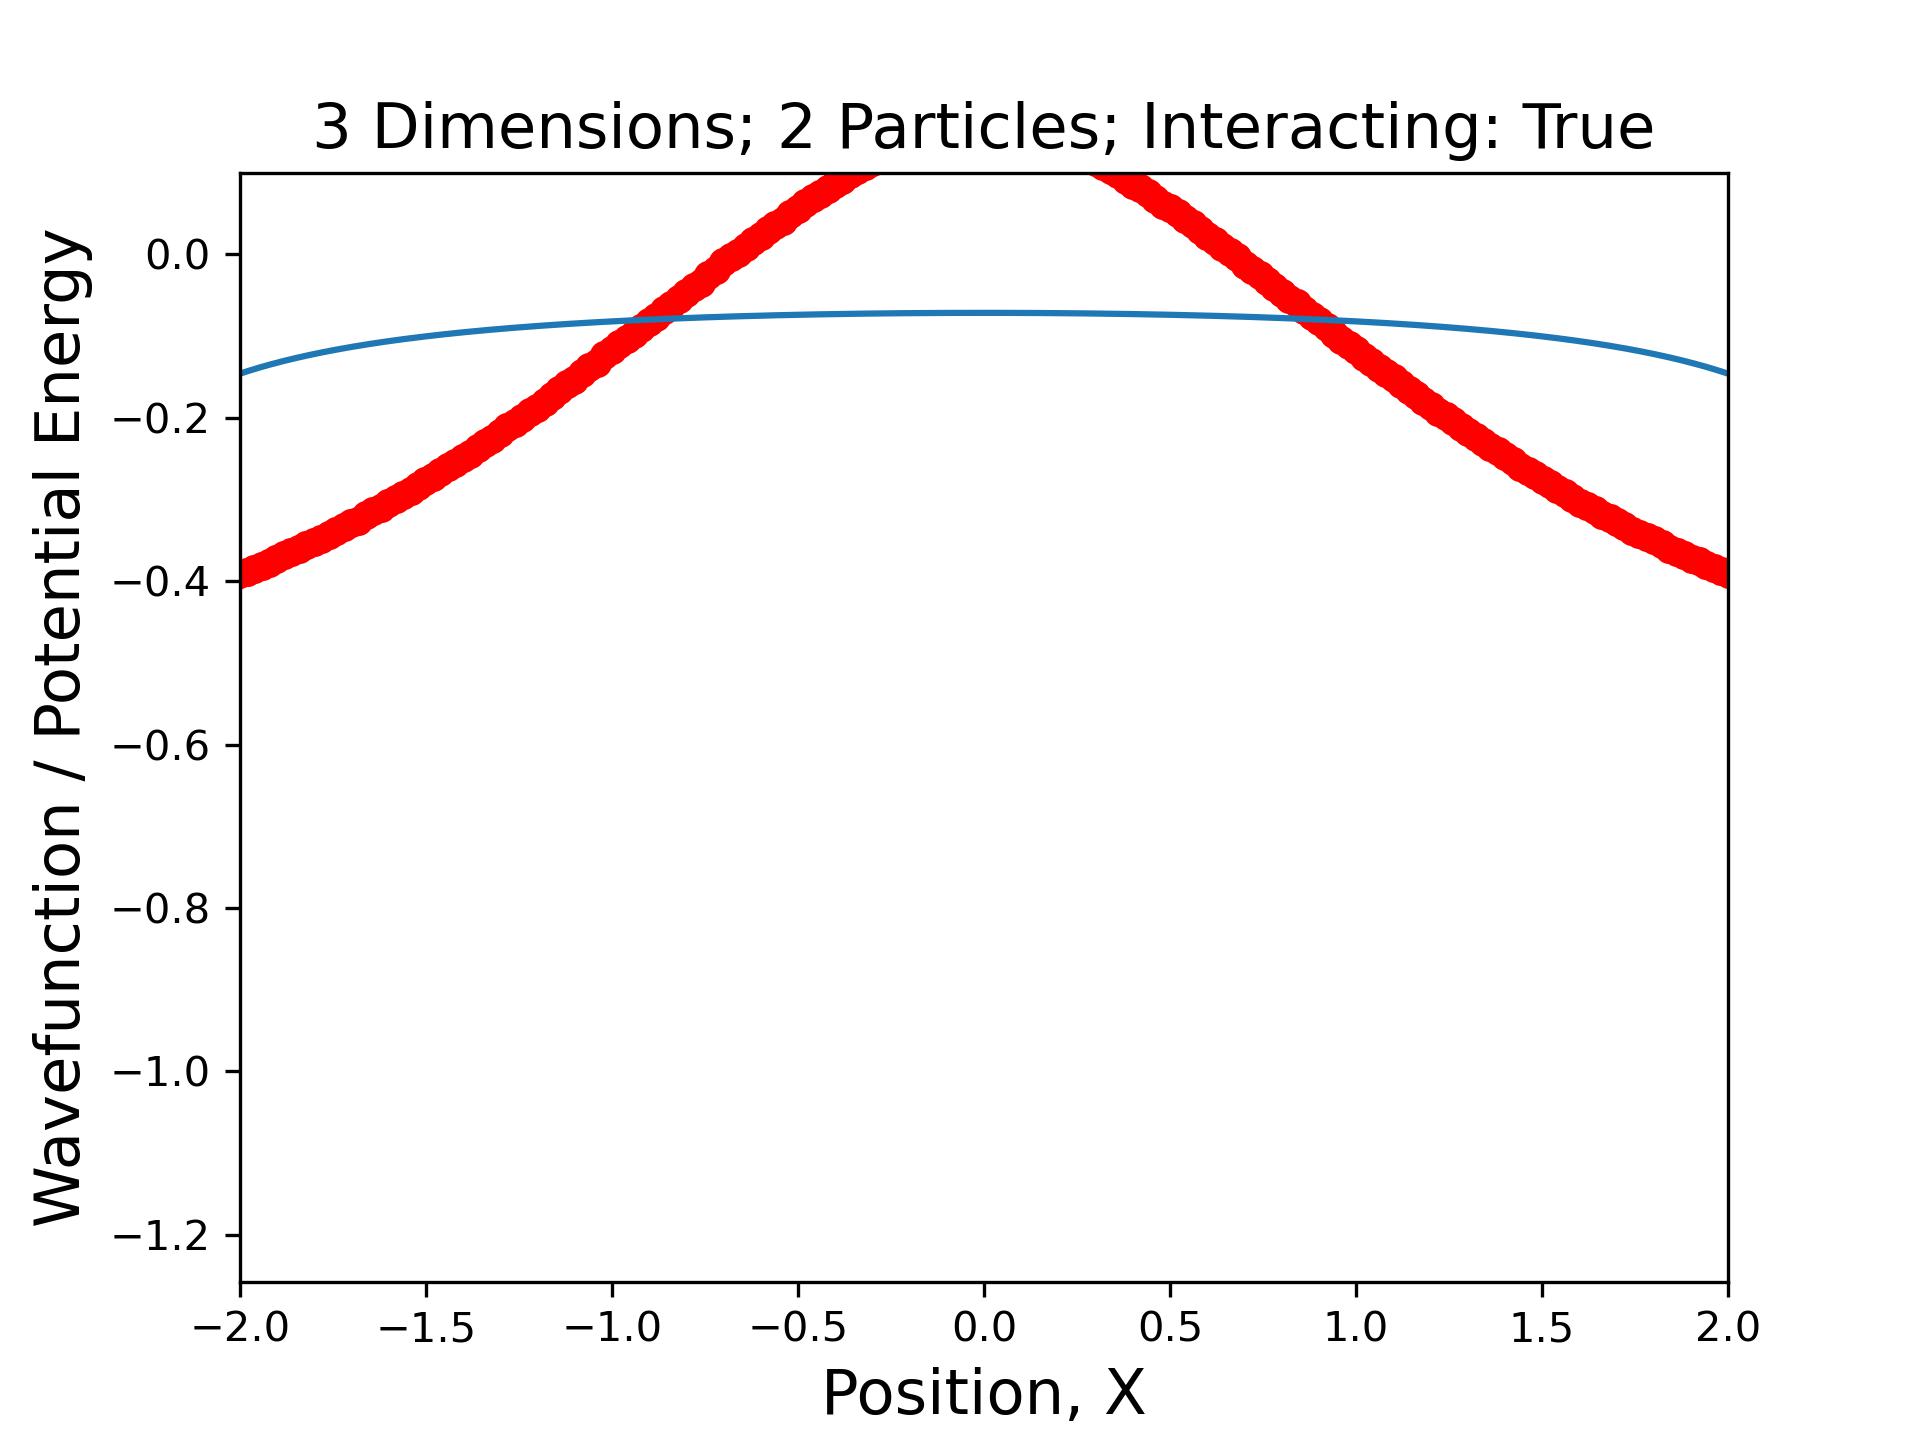 3 Dimensions; 2 Particles; Interacting: True
Wavefunction / Potential Energy
0.0
−0.2
−0.4
−0.6
−0.8
−1.0
−1.2
−2.0 −1.5 −1.0 −0.5 0.0 0.5 1.0 1.5 2.0
Position, X